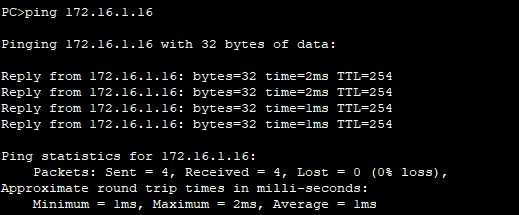 PC>ping 172.16.1.16
Pinging 172.16.1.16 with 32 bytes of data:
Reply from 172.16.1.16: bytes=32 time=2ms TTL=254
Reply from 172.16.1.16: bytes=32 time=2ms TTL=254
Reply from 172.16.1.16: bytes=32 time=1ms TTL=254
Reply from 172.16.1.16: bytes=32 time=1ms TTL=254
Ping statistics for 172.16.1.16:
    Packets: Sent = 4, Received = 4, Lost = 0 (0% loss),
Approximate round trip times in milli-seconds:
    Minimum = 1ms, Maximum = 2ms, Average = 1ms